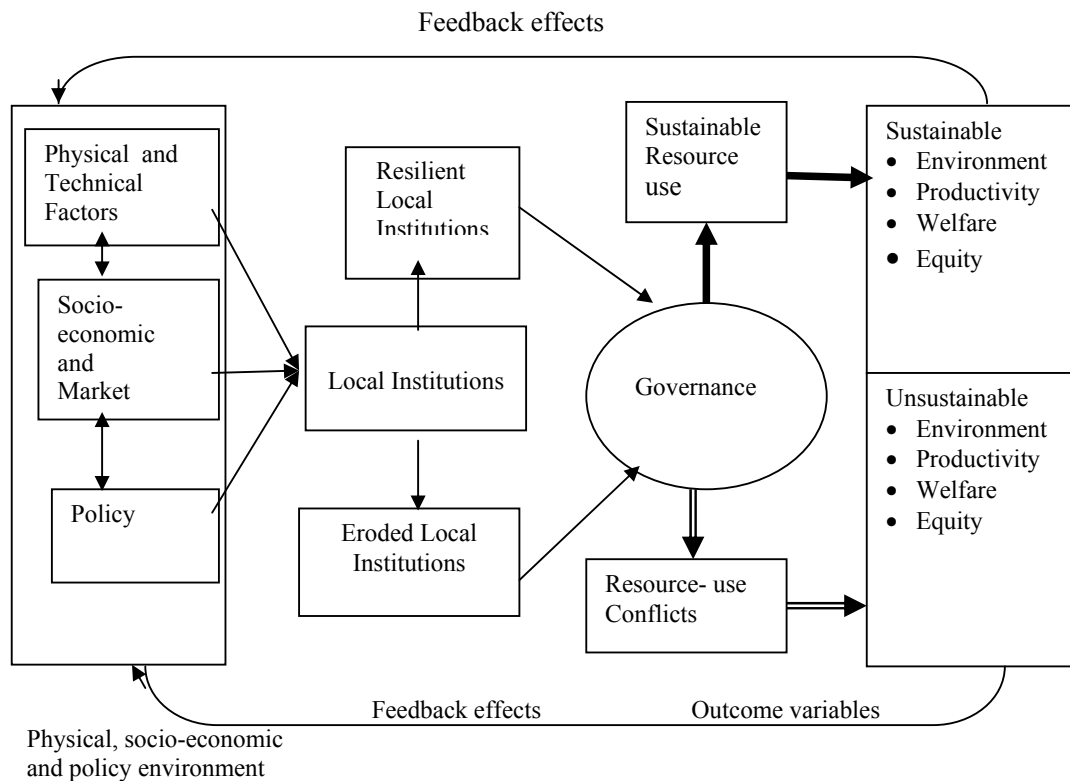 Feedback effects
Physical and
Technical
Factors
Socio-
economic
and
Market
Policy
Resilient
Local
Institutions
Local Institutions
Eroded Local
Institutions
Sustainable
Resource
use
Governance
Resource- use
Conflicts
Sustainable
• Environment
• Productivity
• Welfare
• Equity
Unsustainable
• Environment
• Productivity
• Welfare
• Equity
Feedback effects
Outcome variables
Physical, socio-economic
and policy environment